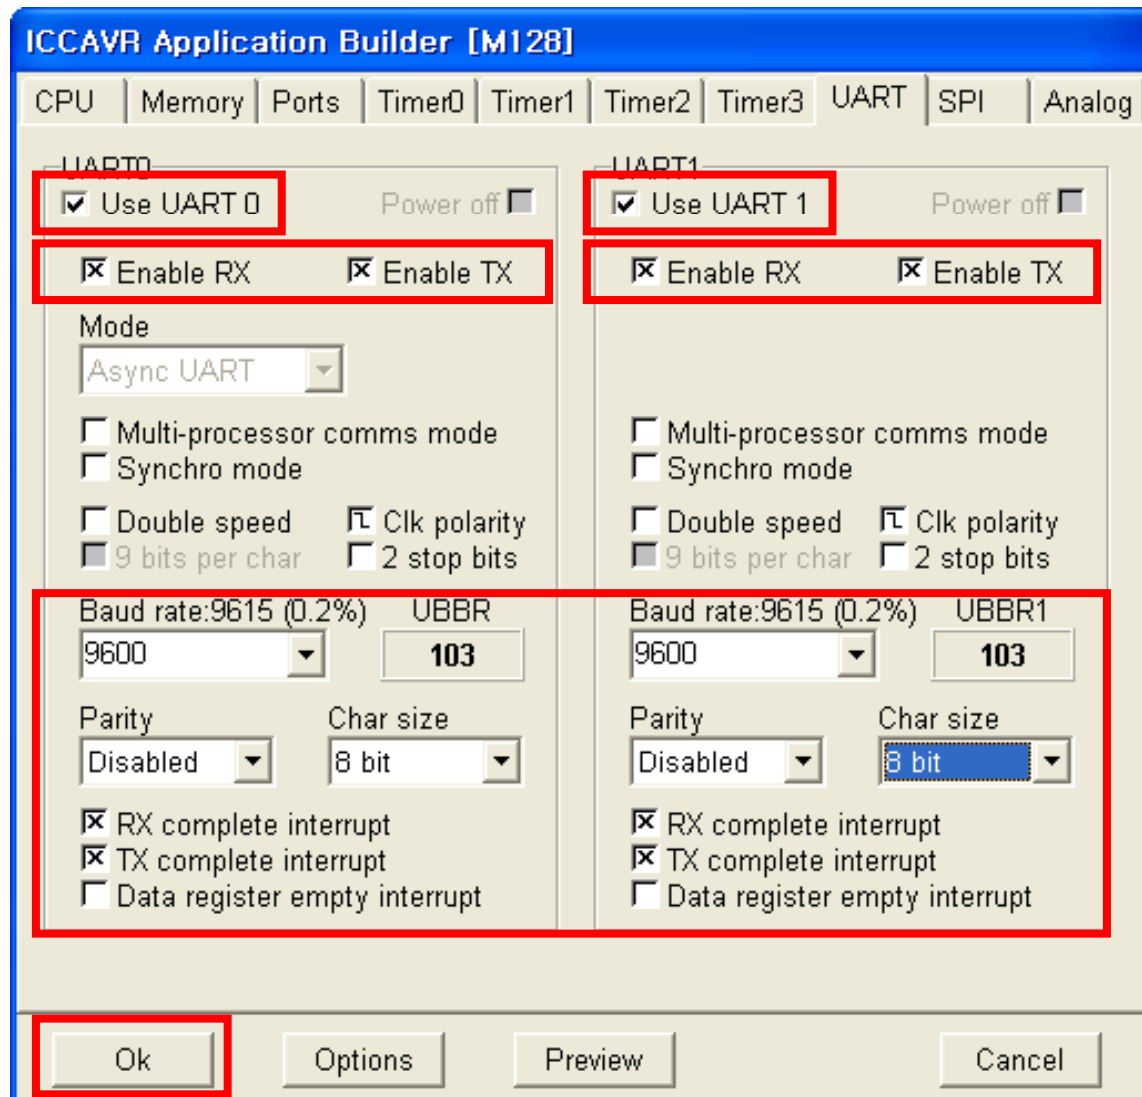 ICCAVR Application Builder [M128]
CPU Memory Ports Timer0 Timer1 Timer2 Timer3 UART SPI Analog
UART0 UART1
Use UART 0 Power off Use UART 1 Power off
Enable RX Enable TX Enable RX Enable TX
Mode
Async UART
Multi-processor comms mode Multi-processor comms mode
Synchro mode Synchro mode
Double speed Clk polarity Double speed Clk polarity
9 bits per char 2 stop bits 9 bits per char 2 stop bits
Baud rate:9615 (0.2%) UBBR Baud rate:9615 (0.2%) UBBR1
9600 103 9600 103
Parity Char size Parity Char size
Disabled 8 bit Disabled 8 bit
RX complete interrupt RX complete interrupt
TX complete interrupt TX complete interrupt
Data register empty interrupt Data register empty interrupt
Ok Options Preview Cancel